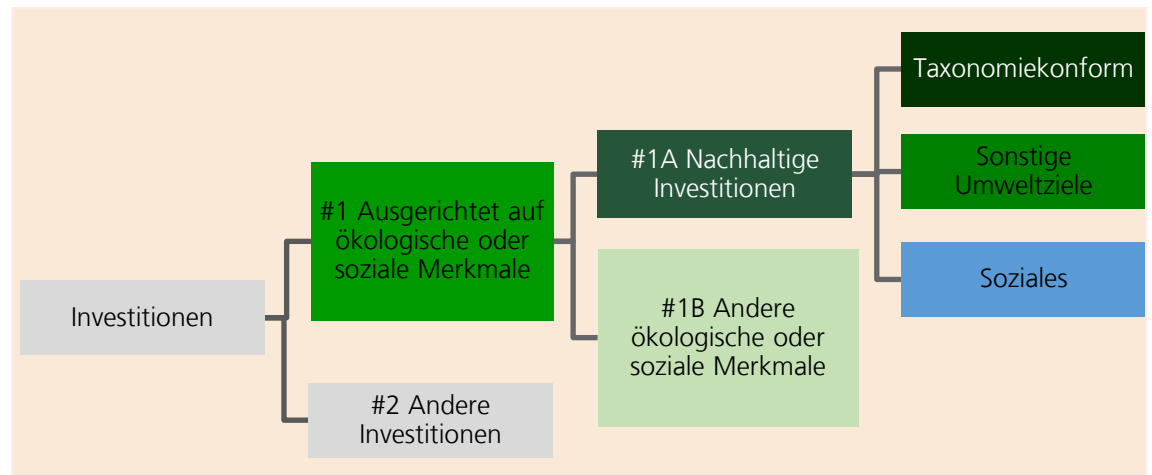 Investitionen
#1 Ausgerichtet auf
ökologische oder
soziale Merkmale
#2 Andere
Investitionen
#1A Nachhaltige
Investitionen
#1B Andere
ökologische oder
soziale Merkmale
Taxonomiekonform
Sonstige
Umweltziele
Soziales